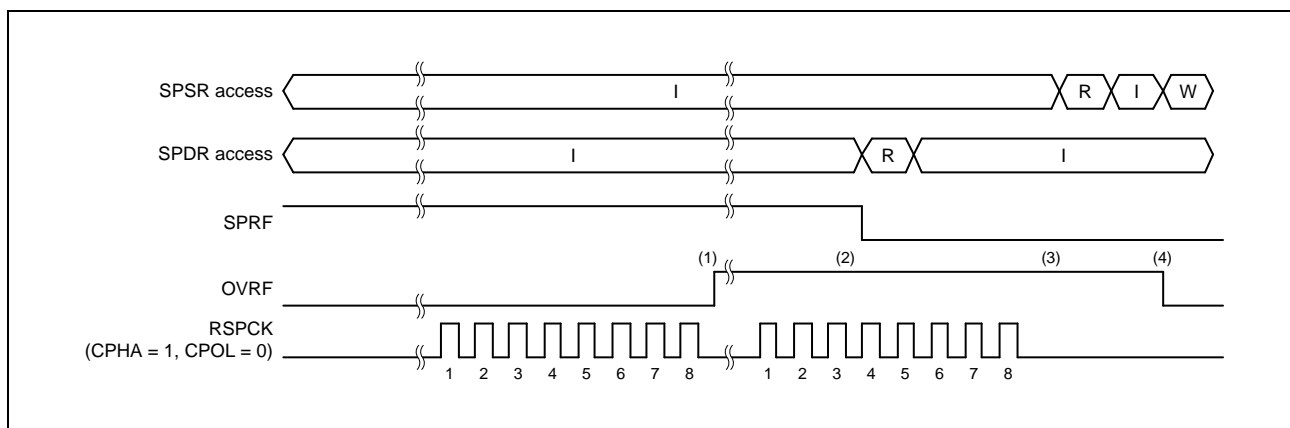 SPSR access
I
R
I
W
SPDR access
I
R
I
SPRF
(1)
(2)
(3)
(4)
OVRF
RSPCK
(CPHA = 1, CPOL = 0)
1 2 3 4 5 6 7 8
1 2 3 4 5 6 7 8